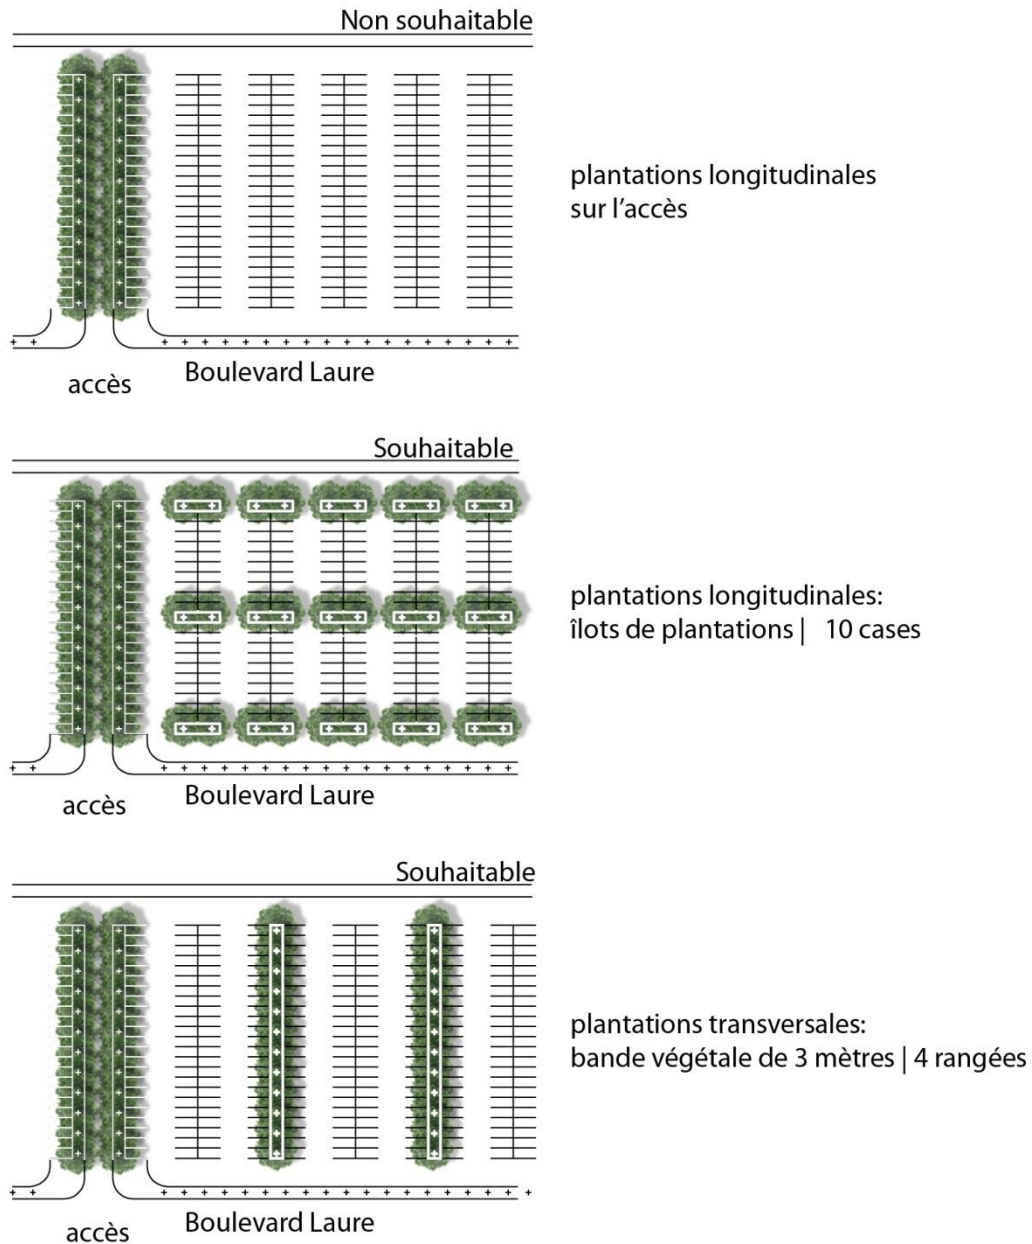 Non souhaitable
plantations longitudinales
sur l'accès
accès
Boulevard Laure
Souhaitable
plantations longitudinales:
îlots de plantations | 10 cases
accès
Boulevard Laure
Souhaitable
plantations transversales:
bande végétale de 3 mètres | 4 rangées
accès
Boulevard Laure